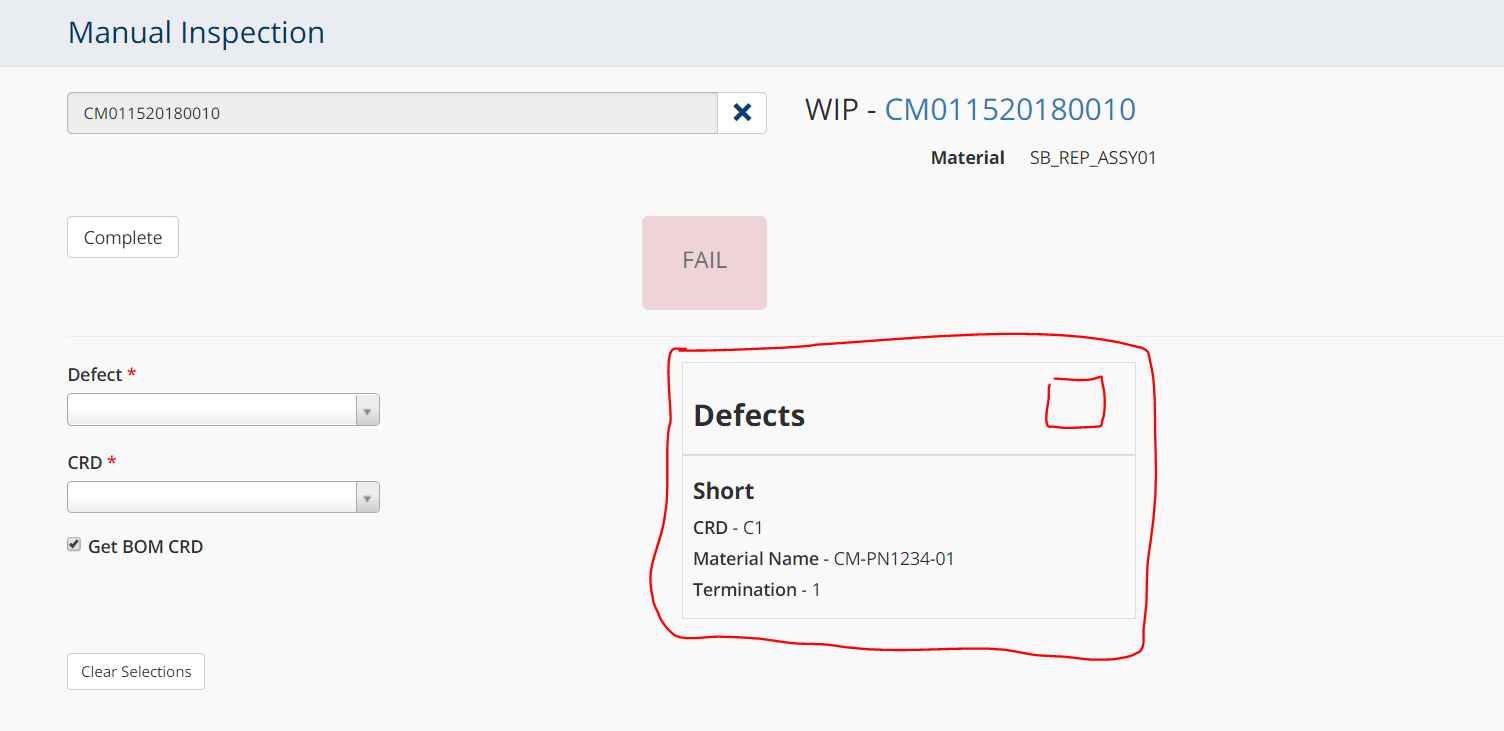 Manual Inspection
CM011520180010
WIP - CM011520180010
Material SB_REP_ASSY01
Complete
FAIL
Defect *
CRD *
Get BOM CRD
Clear Selections
Defects
Short
CRD - C1
Material Name - CM-PN1234-01
Termination - 1